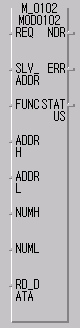 M_0102
MOD0102
REQ NDR
SLV_ ERR
ADDR
FUNC STAT
US
ADDR
H
ADDR
L
NUMH
NUML
RD_D
ATA